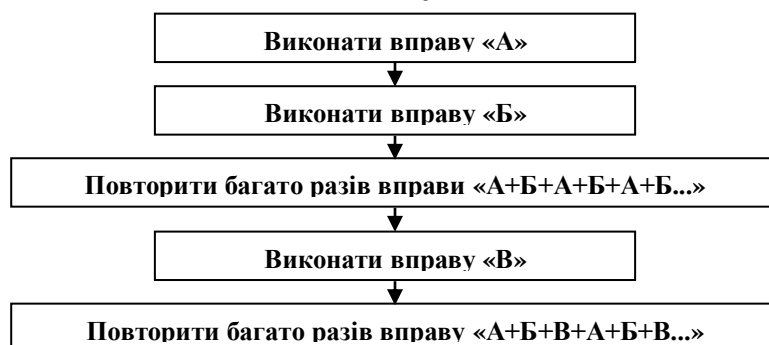 Виконати вправу «А»
Виконати вправу «Б»
Повторити багато разів вправи «А+Б+А+Б+А+Б...»
Виконати вправу «В»
Повторити багато разів вправу «А+Б+В+А+Б+В...»